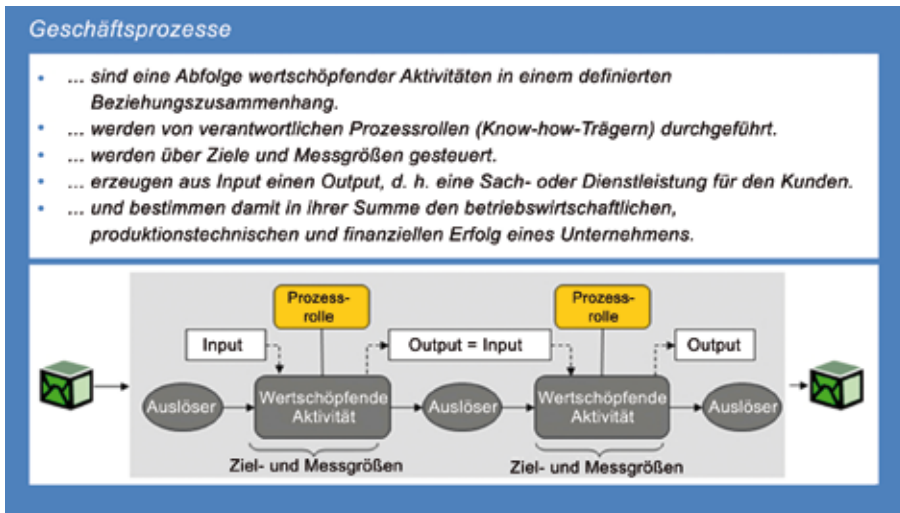 Geschäftsprozesse
• ... sind eine Abfolge wertschöpfender Aktivitäten in einem definierten
Beziehungszusammenhang.
• ... werden von verantwortlichen Prozessrollen (Know-how-Trägern) durchgeführt.
• ... werden über Ziele und Messgrößen gesteuert.
• ... erzeugen aus Input einen Output, d. h. eine Sach- oder Dienstleistung für den Kunden.
• ... und bestimmen damit in ihrer Summe den betriebswirtschaftlichen,
produktionstechnischen und finanziellen Erfolg eines Unternehmens.
Prozess-
rolle
Prozess-
rolle
Input
Output = Input
Output
Auslöser
Wertschöpfende
Aktivität
Auslöser
Wertschöpfende
Aktivität
Auslöser
Ziel- und Messgrößen
Ziel- und Messgrößen